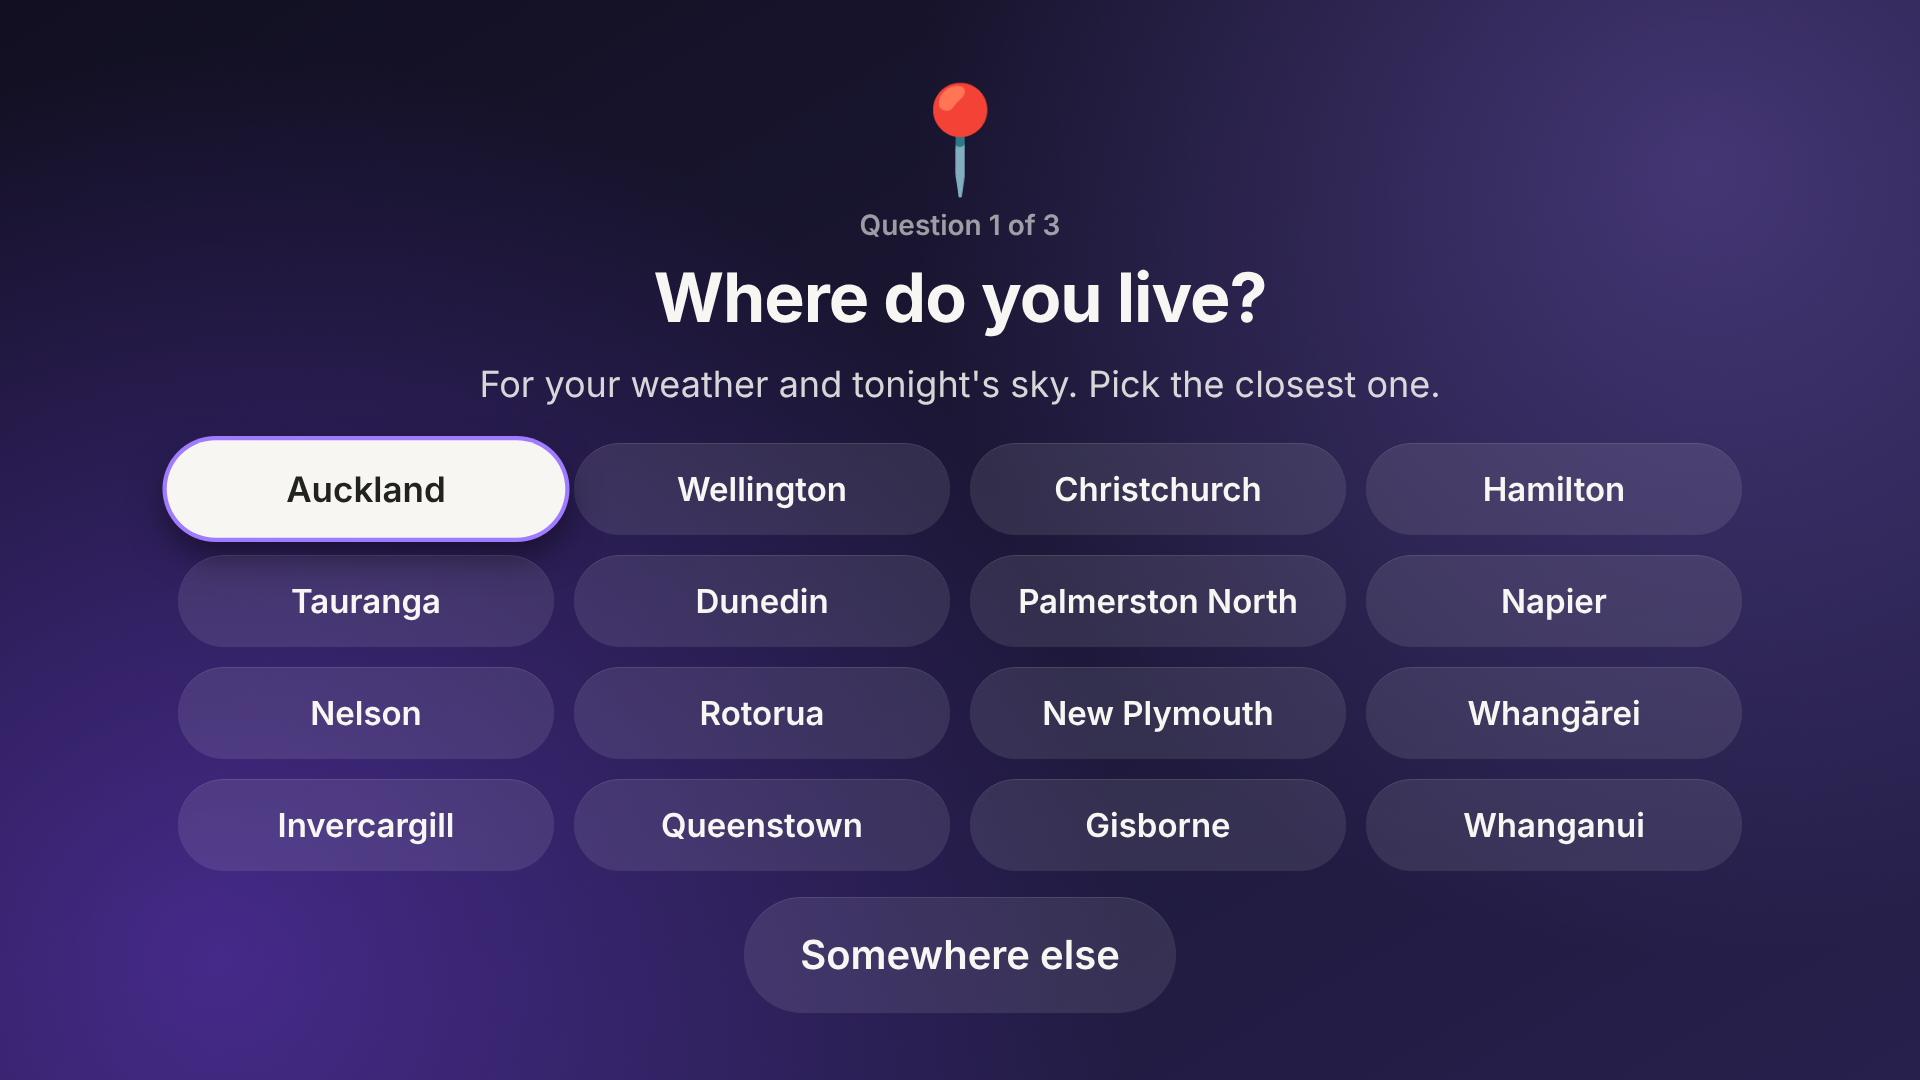 Question 1 of 3
Where do you live?
For your weather and tonight's sky. Pick the closest one.
Auckland
Wellington
Christchurch
Hamilton
Tauranga
Dunedin
Palmerston North
Napier
Nelson
Rotorua
New Plymouth
Whangārei
Invercargill
Queenstown
Gisborne
Whanganui
Somewhere else